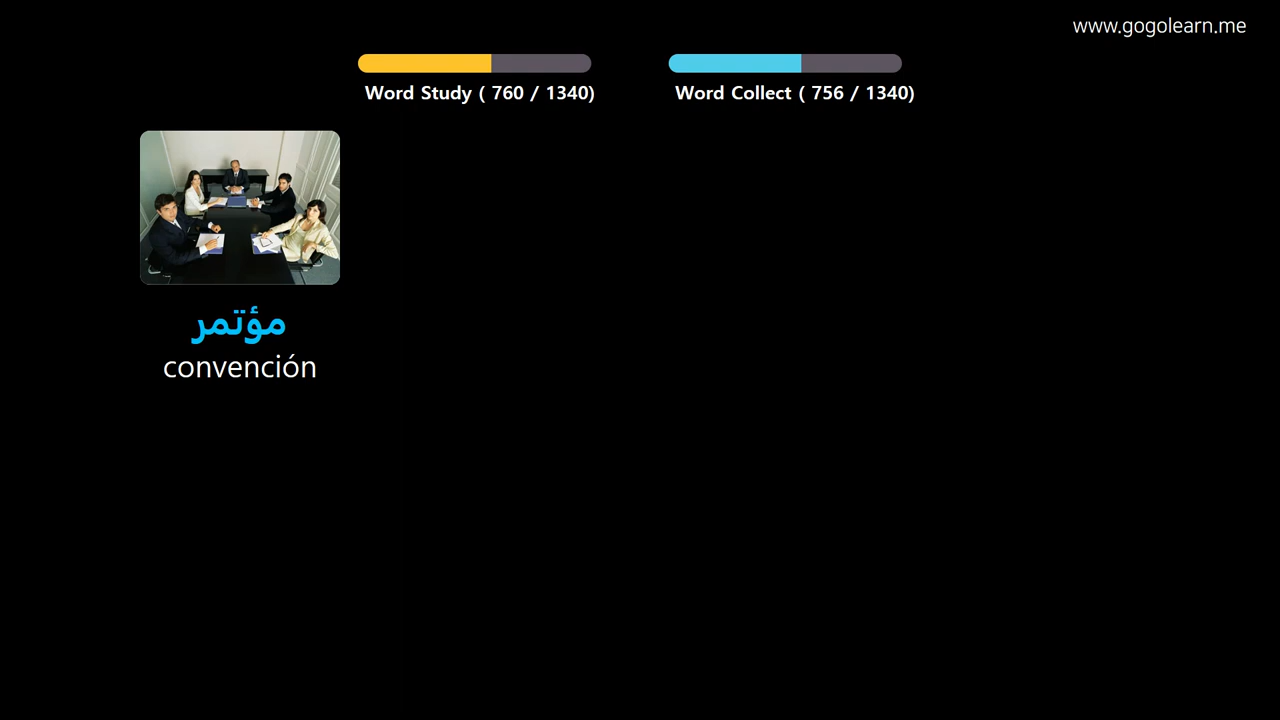 www.gogolearn.me
Word Study ( 760 / 1340)
Word Collect ( 756 / 1340)
مؤتمر
convención